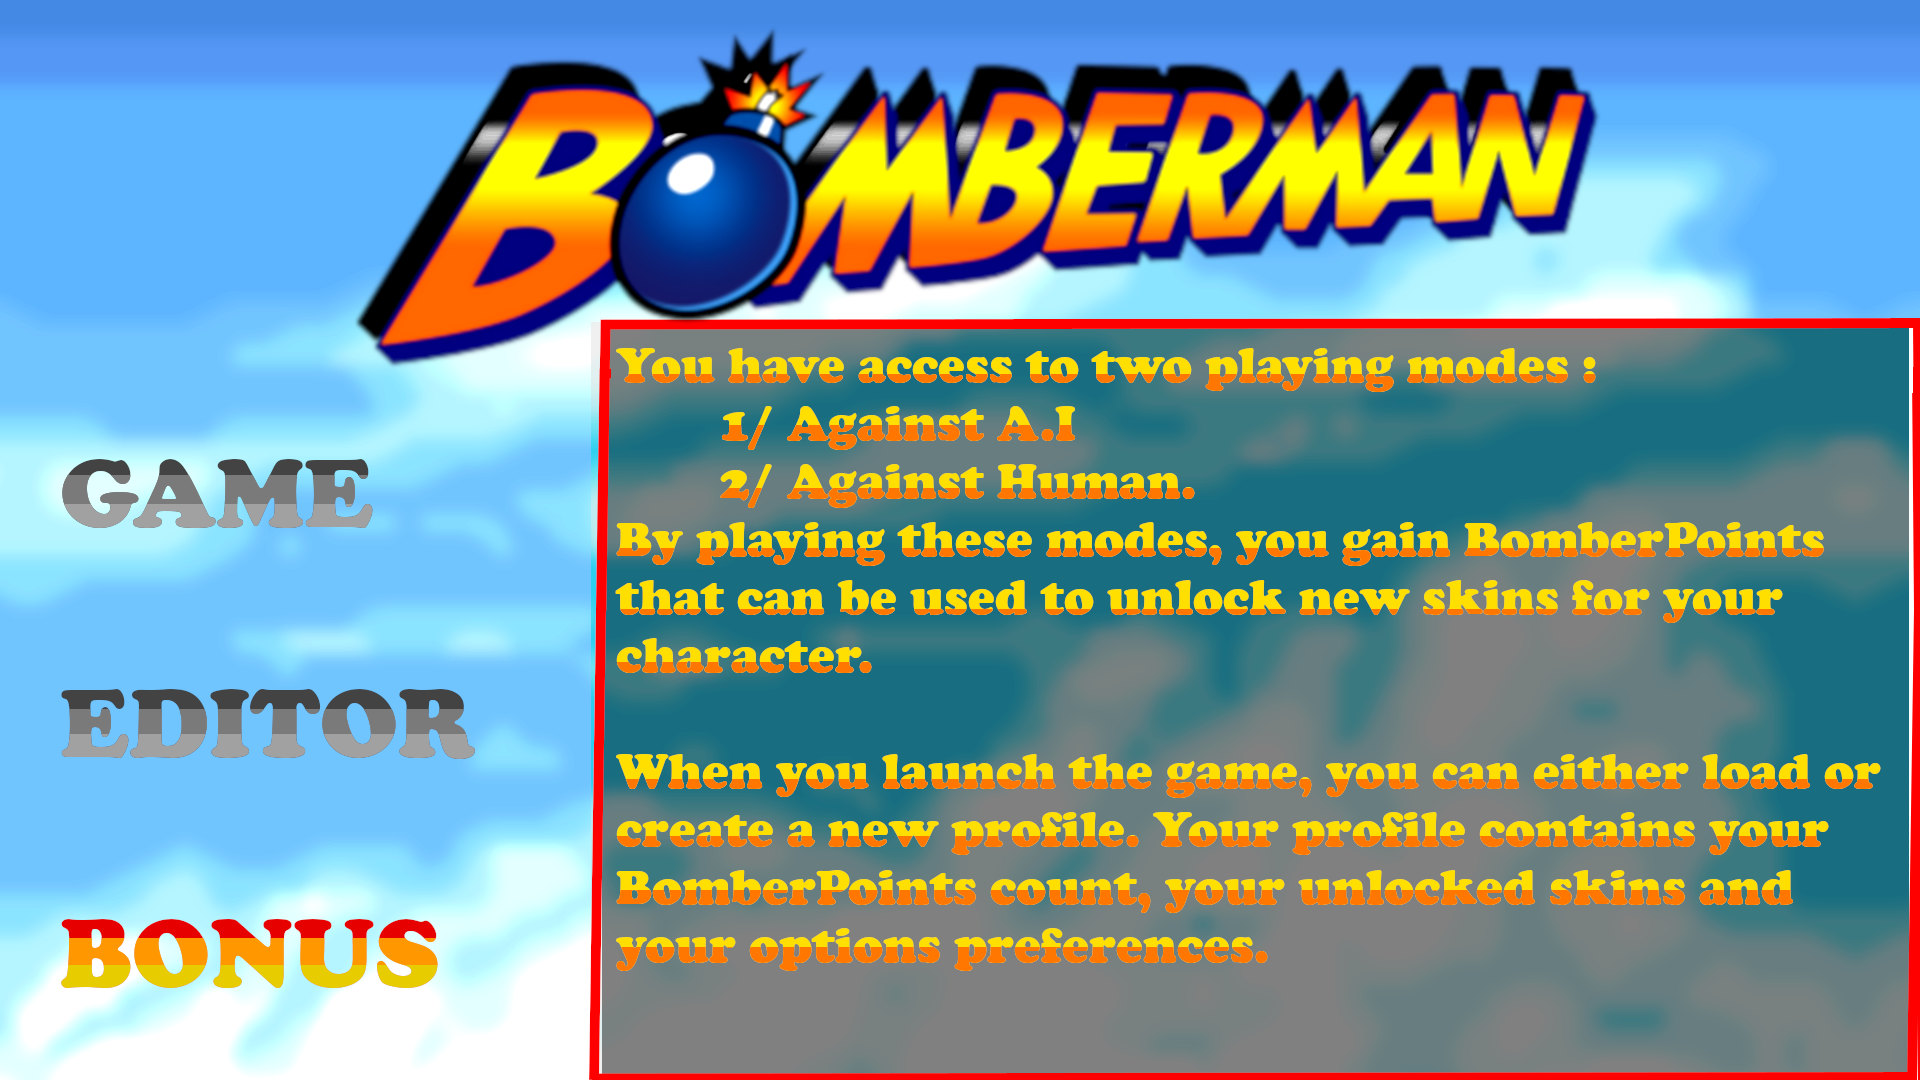 BOMBERMAN
GAME
EDITOR
BONUS
You have access to two playing modes :
1/ Against A.I
2/ Against Human.
By playing these modes, you gain BomberPoints
that can be used to unlock new skins for your
character.
When you launch the game, you can either load or
create a new profile. Your profile contains your
BomberPoints count, your unlocked skins and
your options preferences.